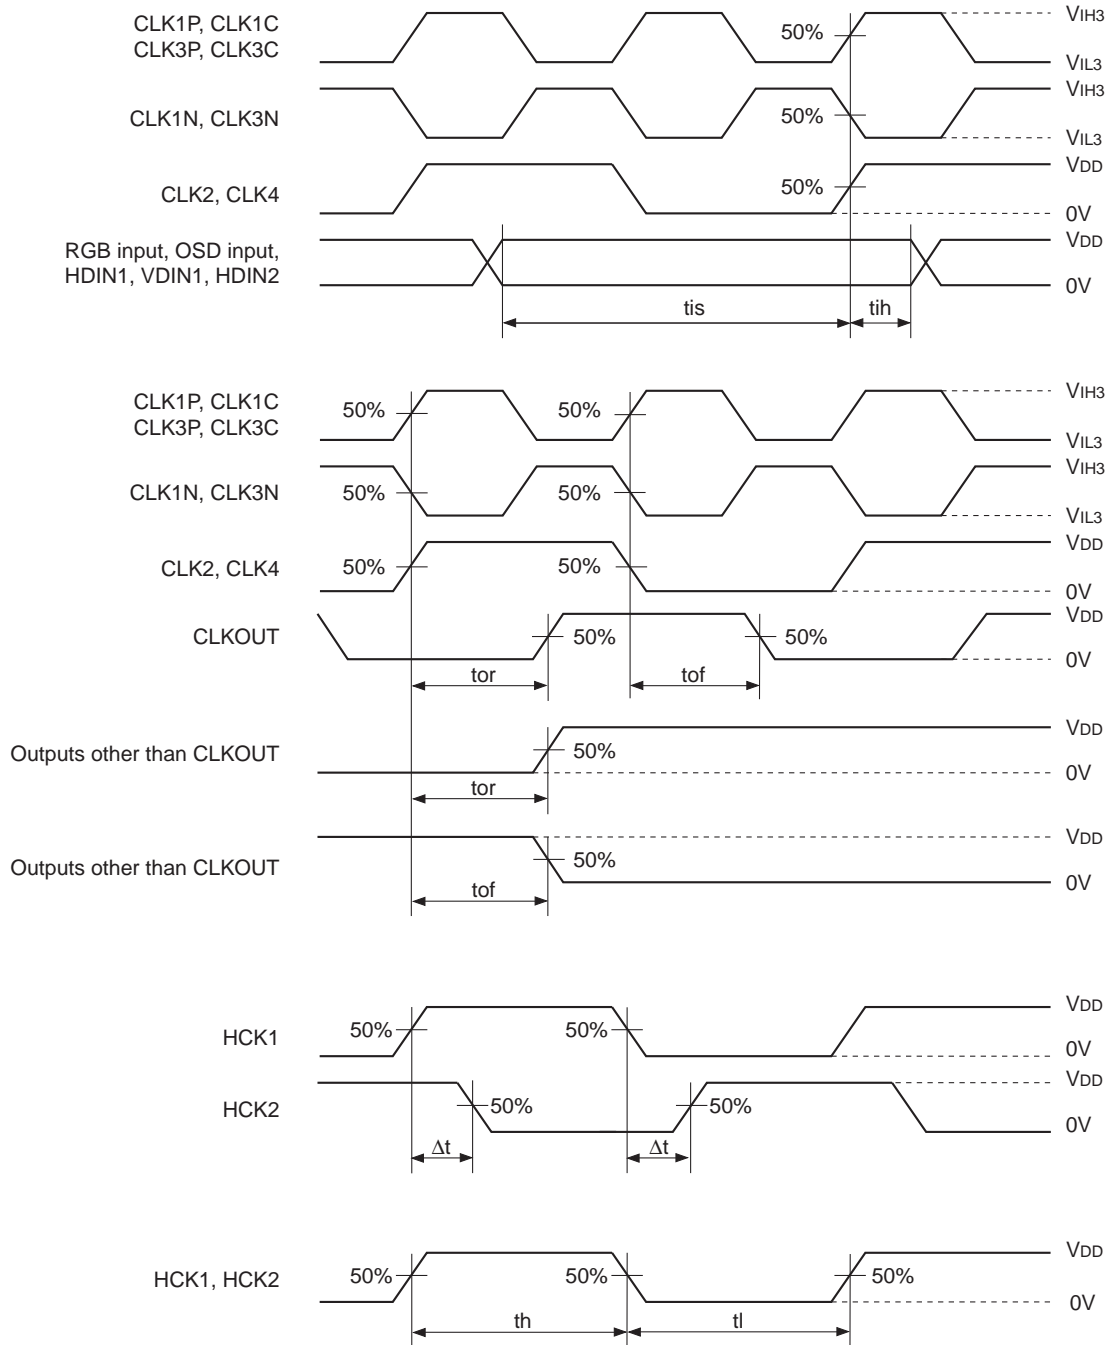 CLK1P, CLK1C
CLK3P, CLK3C
50%
VIH3
VIL3
CLK1N, CLK3N
50%
VIH3
VIL3
CLK2, CLK4
50%
VDD
0V
RGB input, OSD input,
HDIN1, VDIN1, HDIN2
VDD
0V
tis
tih
CLK1P, CLK1C
CLK3P, CLK3C
50%
50%
VIH3
VIL3
CLK1N, CLK3N
50%
50%
VIH3
VIL3
CLK2, CLK4
50%
50%
VDD
0V
CLKOUT
50%
50%
VDD
0V
tor
tof
Outputs other than CLKOUT
50%
VDD
0V
tor
Outputs other than CLKOUT
50%
VDD
0V
tof
HCK1
50%
50%
VDD
0V
HCK2
50%
50%
VDD
0V
Δt
Δt
HCK1, HCK2
50%
50%
50%
VDD
0V
th
tl